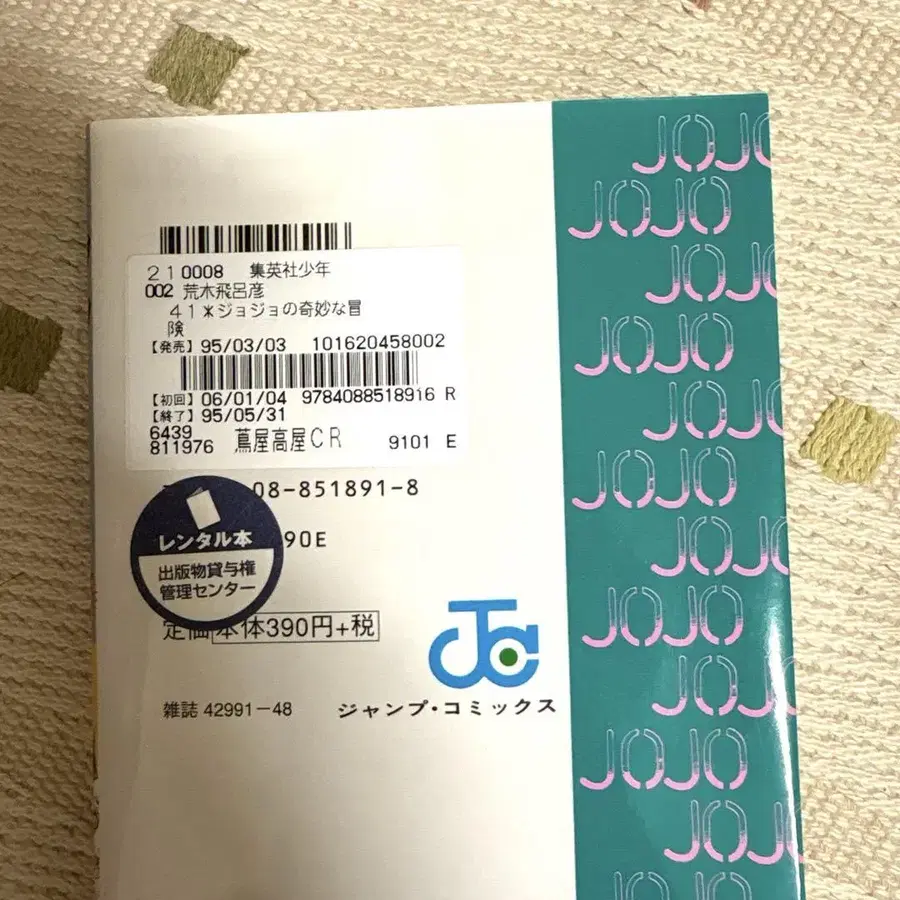 210008 集英社少年
002 荒木飛呂彦
41*ジョジョの奇妙な冒
険
【発売】95/03/03 101620458002
【初回】06/01/04 9784088518916 R
【終了】95/05/31
6439
811976 蔦屋高屋CR 9101 E
08-851891-8
レンタル本
90E
出版物貸与権
管理センター
定価 本体390円+税
雑誌 42991-48
ジャンプ・コミックス
JOJO
JOJO
JOJO
JOJO
JOJO
JOJO
JOJO
JOJO
JOJO
JOJO
JOJO
JOJO